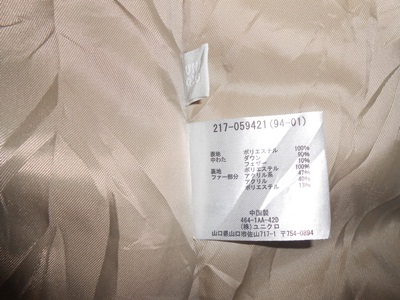 217-059421(94-01)
表地 ポリエステル 100%
中わた ダウン 90%
フェザー 10%
裏地 ポリエステル 100%
ファー部分 アクリル系 47%
アクリル 40%
ポリエステル 13%
中国製
464-1AA-42D
(株)ユニクロ
山口県山口市佐山717-1 〒754-0894